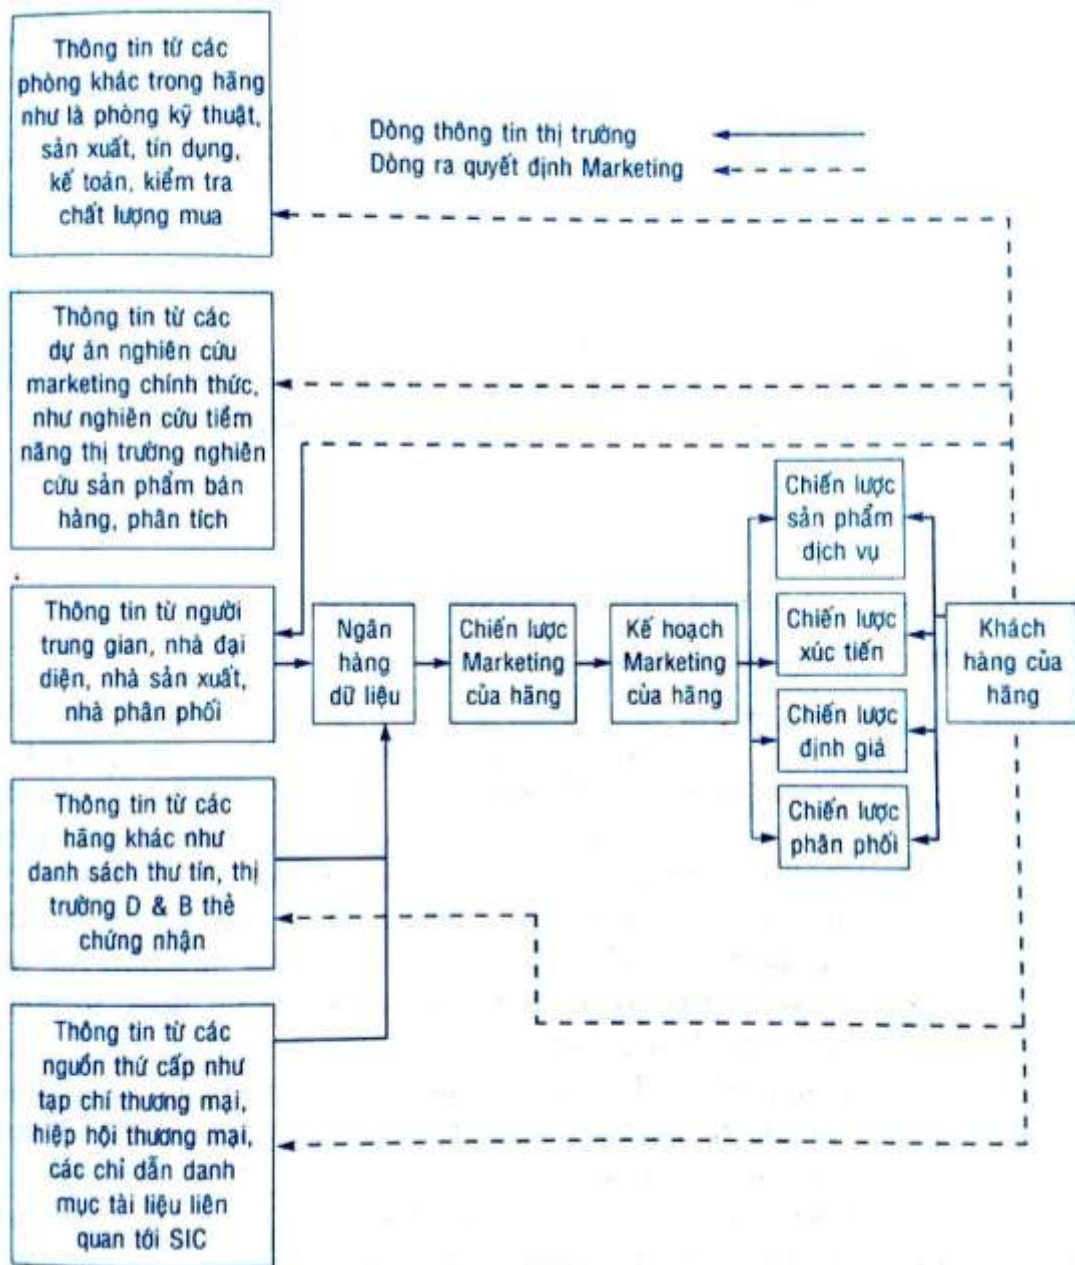 Thông tin từ các
phòng khác trong hãng
như là phòng kỹ thuật,
sản xuất, tín dụng,
kế toán, kiểm tra
chất lượng mua
Dòng thông tin thị trường
Dòng ra quyết định Marketing
Thông tin từ các
dự án nghiên cứu
marketing chính thức,
như nghiên cứu tiềm
năng thị trường nghiên
cứu sản phẩm bán
hàng, phân tích
Thông tin từ người
trung gian, nhà đại
diện, nhà sản xuất,
nhà phân phối
Ngân
hàng
dữ liệu
Chiến lược
Marketing
của hãng
Kế hoạch
Marketing
của hãng
Chiến lược
sản phẩm
dịch vụ
Chiến lược
xúc tiến
Chiến lược
định giá
Chiến lược
phân phối
Khách
hàng của
hãng
Thông tin từ các
hãng khác như
danh sách thư tín, thị
trường D & B thẻ
chứng nhận
Thông tin từ các
nguồn thứ cấp như
tạp chí thương mại,
hiệp hội thương mại,
các chỉ dẫn danh
mục tài liệu liên
quan tới SIC